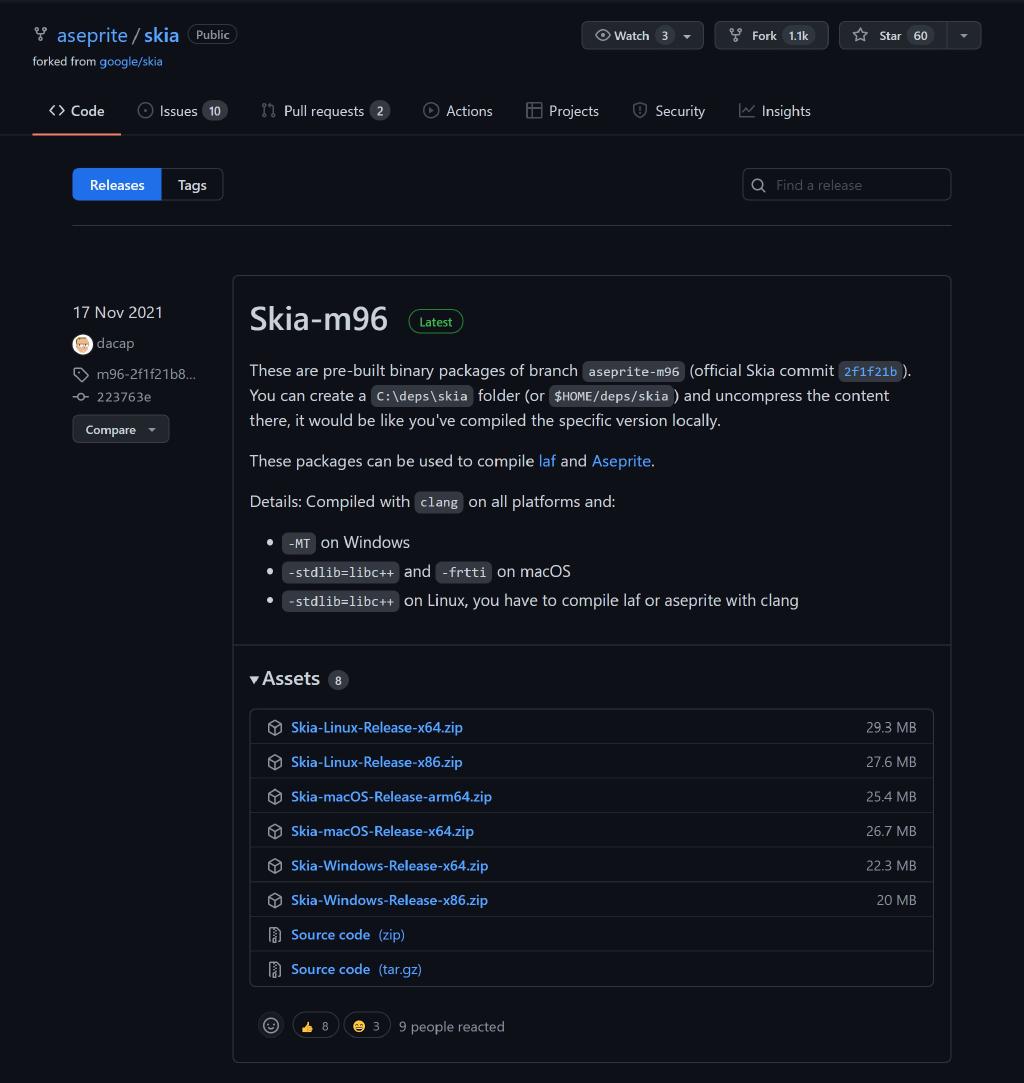 aseprite / skia Public
Watch 3
Fork 1.1k
Star 60
forked from google/skia
Code
Issues 10
Pull requests 2
Actions
Projects
Security
Insights
Releases
Tags
Find a release
17 Nov 2021
dacap
m96-2f1f21b8...
223763e
Compare
Skia-m96 Latest
These are pre-built binary packages of branch aseprite-m96 (official Skia commit 2f1f21b).
You can create a C:\deps\skia folder (or $HOME/deps/skia) and uncompress the content
there, it would be like you've compiled the specific version locally.
These packages can be used to compile laf and Aseprite.
Details: Compiled with clang on all platforms and:
• -MT on Windows
• -stdlib=libc++ and -frtti on macOS
• -stdlib=libc++ on Linux, you have to compile laf or aseprite with clang
Assets 8
Skia-Linux-Release-x64.zip 29.3 MB
Skia-Linux-Release-x86.zip 27.6 MB
Skia-macOS-Release-arm64.zip 25.4 MB
Skia-macOS-Release-x64.zip 26.7 MB
Skia-Windows-Release-x64.zip 22.3 MB
Skia-Windows-Release-x86.zip 20 MB
Source code (zip)
Source code (tar.gz)
👍 8 😄 3 9 people reacted